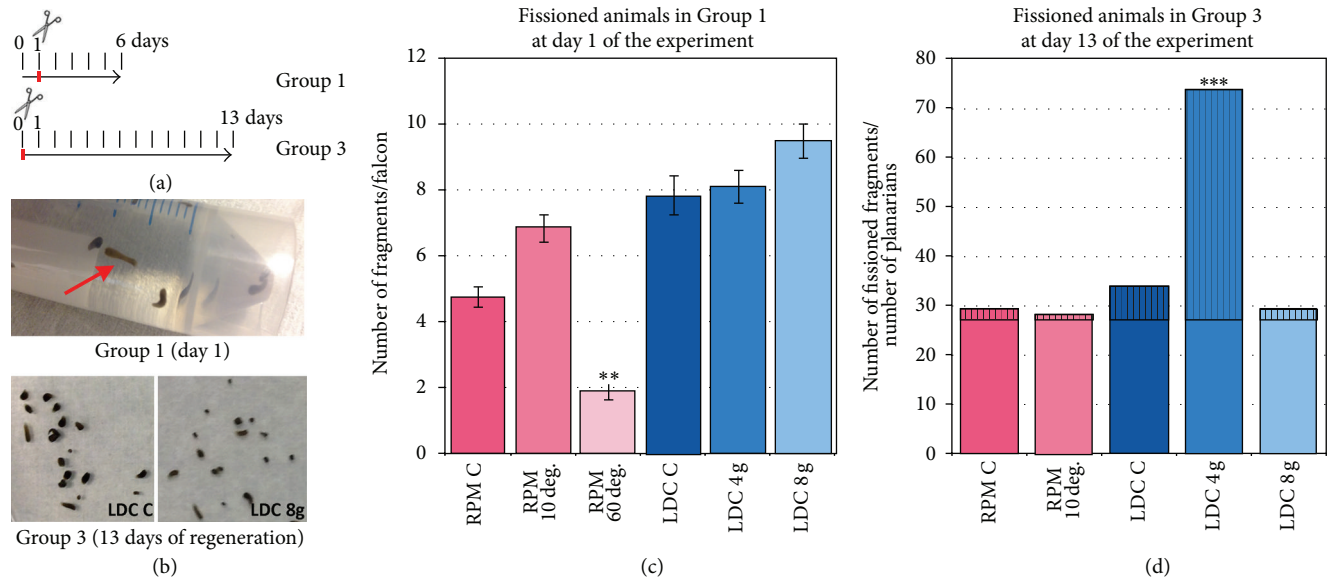 0 1 6 days
Group 1
0 1 13 days
Group 3
(a)
Group 1 (day 1)
LDC C
LDC 8g
Group 3 (13 days of regeneration)
(b)
Fissioned animals in Group 1
at day 1 of the experiment
Number of fragments/falcon
12
10
8
6
4
2
0
**
RPM C
RPM
10 deg.
RPM
60 deg.
LDC C
LDC 4 g
LDC 8 g
(c)
Fissioned animals in Group 3
at day 13 of the experiment
Number of fissioned fragments/
number of planarians
80
70
60
50
40
30
20
10
0
***
RPM C
RPM
10 deg.
LDC C
LDC 4 g
LDC 8 g
(d)